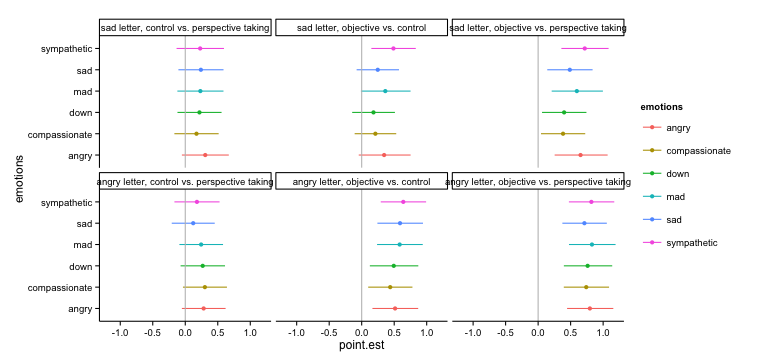 sad letter, control vs. perspective taking
sad letter, objective vs. control
sad letter, objective vs. perspective taking
sympathetic
sad
mad
down
compassionate
angry
angry letter, control vs. perspective taking
angry letter, objective vs. control
angry letter, objective vs. perspective taking
sympathetic
sad
mad
down
compassionate
angry
-1.0 -0.5 0.0 0.5 1.0
-1.0 -0.5 0.0 0.5 1.0
-1.0 -0.5 0.0 0.5 1.0
point.est
emotions
emotions
angry
compassionate
down
mad
sad
sympathetic